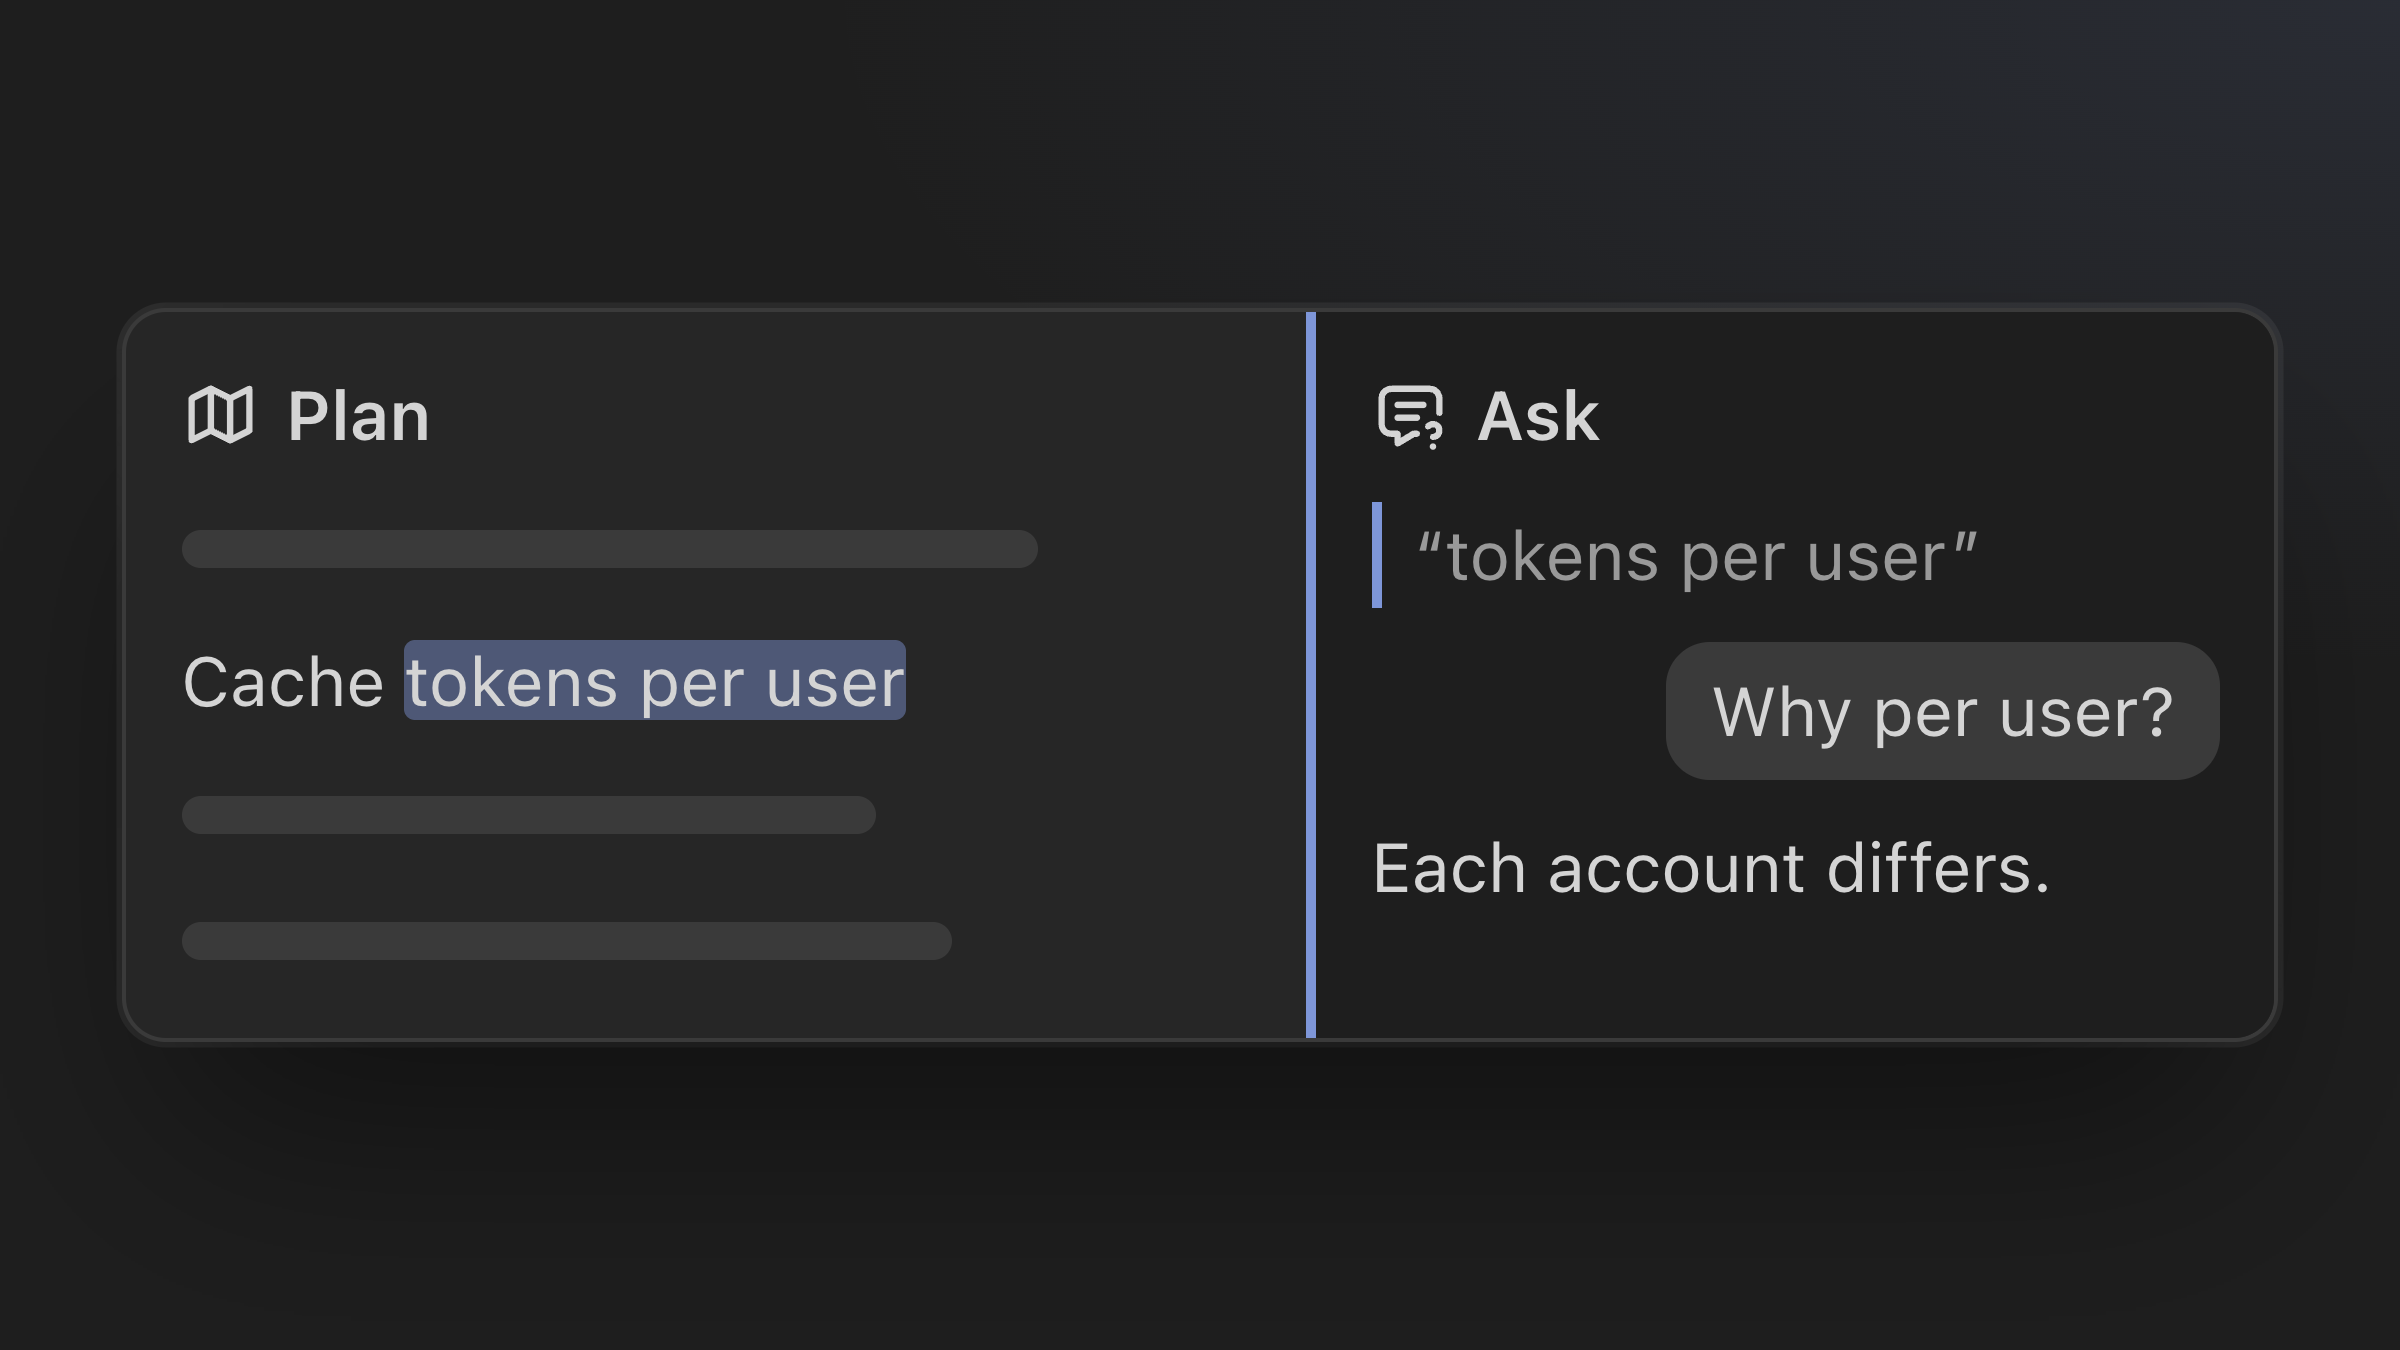 Plan
Cache tokens per user
Ask
“tokens per user”
Why per user?
Each account differs.